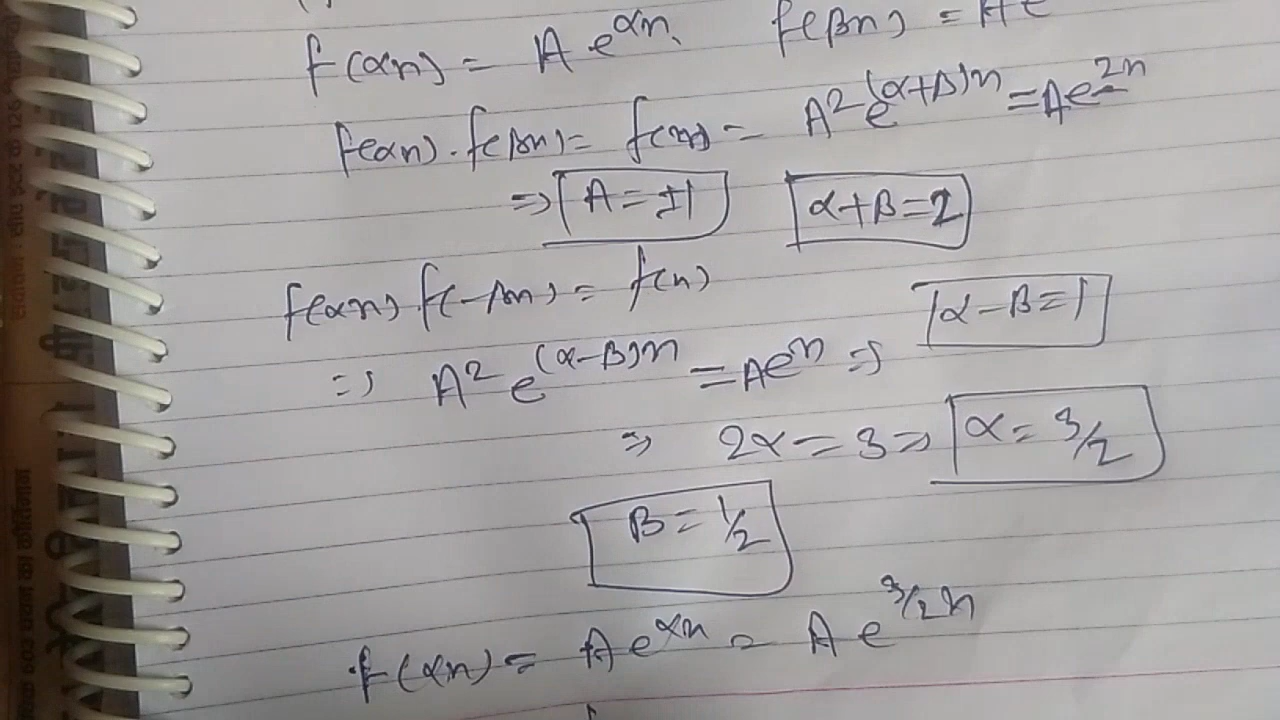 f(αn) = A e^{αn}, f(βn) = A e
f(αn) · f(βn) = f(2n) = A² e^{(α+β)n} = A e^{2n}
⇒ A = ±1 α+β=2
f(αn) f(-βn) = f(n)
⇒ A² e^{(α-β)n} = A e^{n} ⇒ α-β=1
⇒ 2α = 3 ⇒ α = 3/2
β = 1/2
f(αn) = A e^{αn} = A e^{3/2 n}